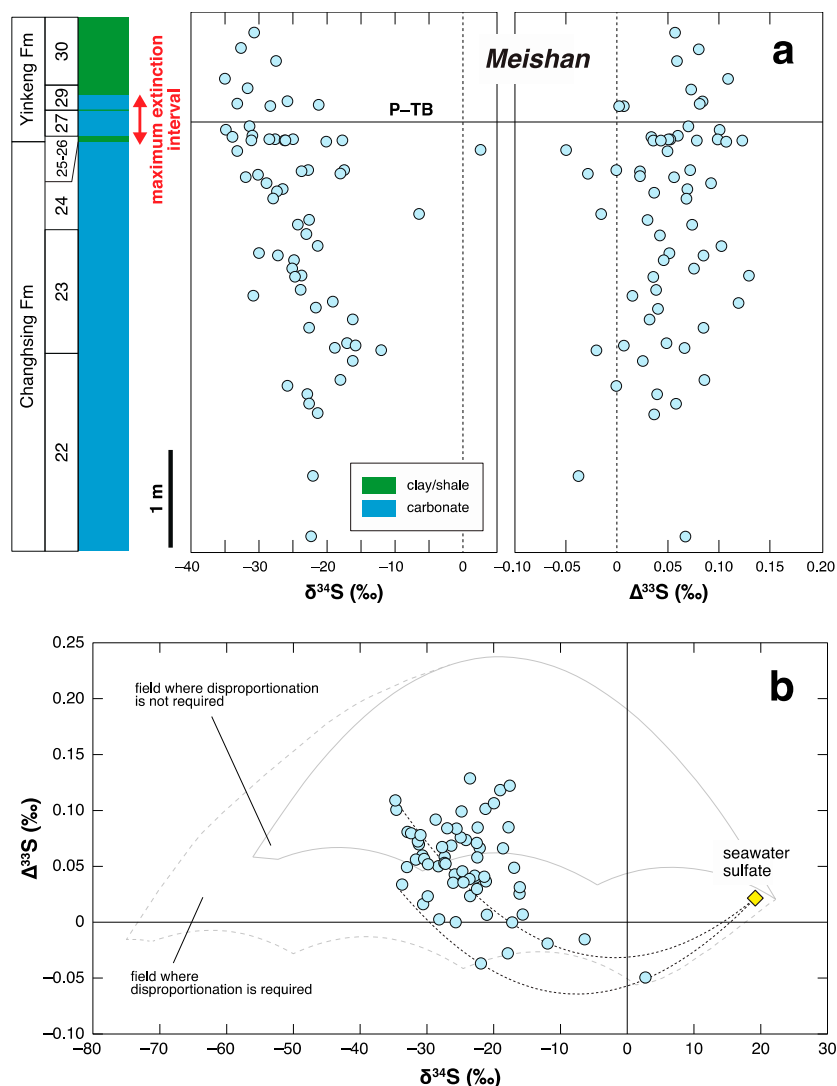 Meishan
a
Yinkeng Fm
Changhsing Fm
30
29
27
25-26
24
23
22
maximum extinction
interval
P–TB
1 m
clay/shale
carbonate
−40
−30
−20
−10
0
−0.10
−0.05
0
0.05
0.10
0.15
0.20
δ³⁴S (‰)
Δ³³S (‰)
b
0.25
0.20
0.15
0.10
0.05
0
−0.05
−0.10
Δ³³S (‰)
field where disproportionation
is not required
seawater
sulfate
field where
disproportionation is required
−80
−70
−60
−50
−40
−30
−20
−10
0
10
20
30
δ³⁴S (‰)